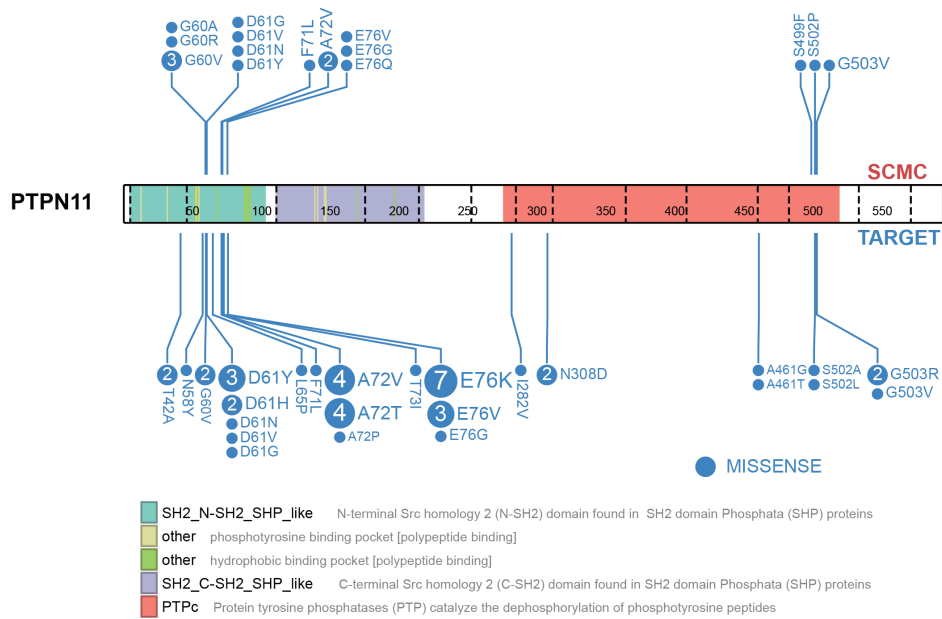 G60A
G60R
3 G60V
D61G
D61V
D61N
D61Y
F71L
2 A72V
E76V
E76G
E76Q
S499F
S502P
G503V
SCMC
PTPN11
50 100 150 200 250 300 350 400 450 500 550
TARGET
2 T42A
N58Y
2 G60V
3 D61Y
2 D61H
D61N
D61V
D61G
L65P
F71L
4 A72V
4 A72T
A72P
T73I
7 E76K
3 E76V
E76G
I282V
2 N308D
A461G
A461T
S502A
S502L
2 G503R
G503V
MISSENSE
SH2_N-SH2_SHP_like N-terminal Src homology 2 (N-SH2) domain found in SH2 domain Phosphata (SHP) proteins
other phosphotyrosine binding pocket [polypeptide binding]
other hydrophobic binding pocket [polypeptide binding]
SH2_C-SH2_SHP_like C-terminal Src homology 2 (C-SH2) domain found in SH2 domain Phosphata (SHP) proteins
PTPc Protein tyrosine phosphatases (PTP) catalyze the dephosphorylation of phosphotyrosine peptides